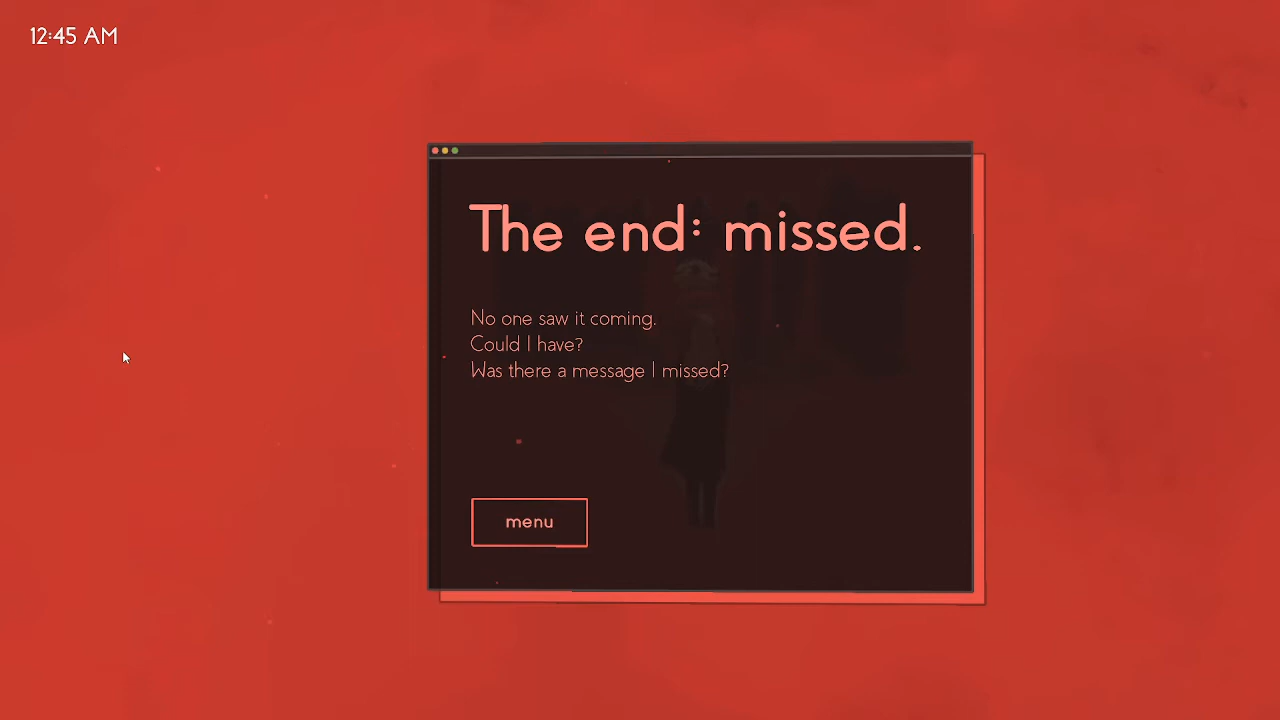 12:45 AM
The end: missed.
No one saw it coming.
Could I have?
Was there a message I missed?
menu